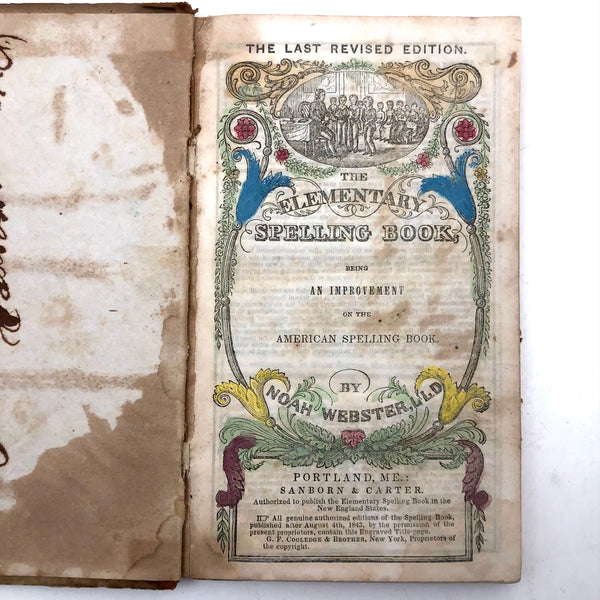 THE LAST REVISED EDITION.
THE
ELEMENTARY
SPELLING BOOK;
BEING
AN IMPROVEMENT
ON THE
AMERICAN SPELLING BOOK.
BY
NOAH WEBSTER, LL.D.
PORTLAND, ME.:
SANBORN & CARTER.
Authorized to publish the Elementary Spelling Book in the
New England States.
☞ All genuine authorized editions of the Spelling Book,
published after August 4th, 1843, by the permission of the
present proprietors, contain this Engraved Title-page.
G. F. COOLEDGE & BROTHER, New York, Proprietors of
the copyright.